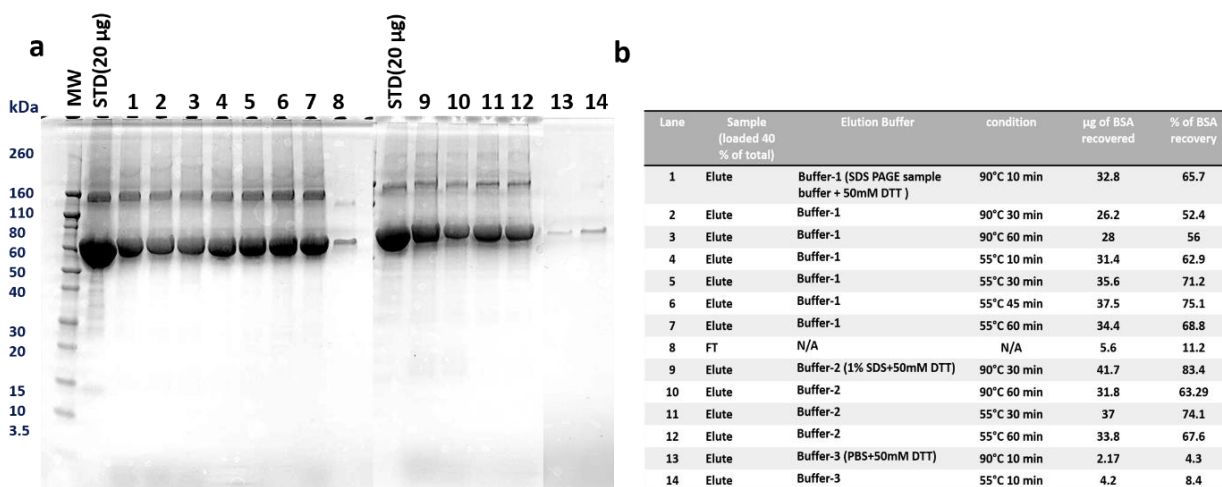 a
kDa
MW
STD(20 µg)
1 2 3 4 5 6 7 8
STD(20 µg)
9 10 11 12 13 14
260
160
110
80
60
50
40
30
20
15
10
3.5
b
Lane Sample (loaded 40 % of total) Elution Buffer condition µg of BSA recovered % of BSA recovery
1 Elute Buffer-1 (SDS PAGE sample buffer + 50mM DTT ) 90°C 10 min 32.8 65.7
2 Elute Buffer-1 90°C 30 min 26.2 52.4
3 Elute Buffer-1 90°C 60 min 28 56
4 Elute Buffer-1 55°C 10 min 31.4 62.9
5 Elute Buffer-1 55°C 30 min 35.6 71.2
6 Elute Buffer-1 55°C 45 min 37.5 75.1
7 Elute Buffer-1 55°C 60 min 34.4 68.8
8 FT N/A N/A 5.6 11.2
9 Elute Buffer-2 (1% SDS+50mM DTT) 90°C 30 min 41.7 83.4
10 Elute Buffer-2 90°C 60 min 31.8 63.29
11 Elute Buffer-2 55°C 30 min 37 74.1
12 Elute Buffer-2 55°C 60 min 33.8 67.6
13 Elute Buffer-3 (PBS+50mM DTT) 90°C 10 min 2.17 4.3
14 Elute Buffer-3 55°C 10 min 4.2 8.4